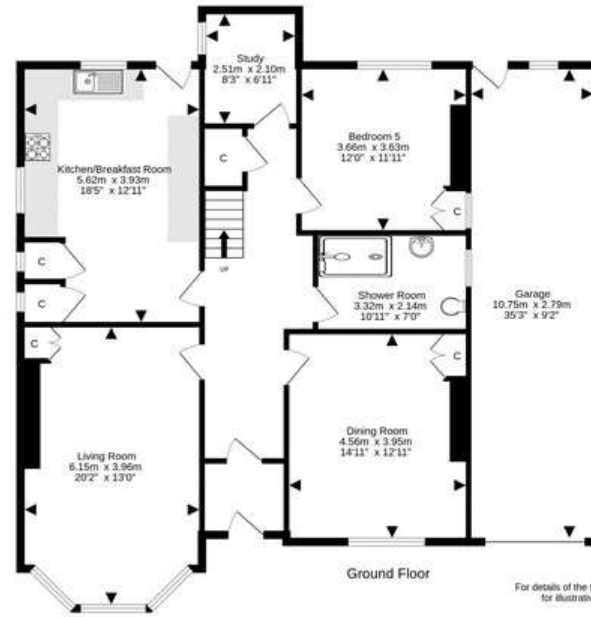 Study
2.51m x 2.10m
8'3" x 6'11"
Kitchen/Breakfast Room
5.62m x 3.93m
18'5" x 12'11"
C
Bedroom 5
3.66m x 3.63m
12'0" x 11'11"
C
UP
C
C
Shower Room
3.32m x 2.14m
10'11" x 7'0"
Garage
10.75m x 2.79m
35'3" x 9'2"
C
Living Room
6.15m x 3.96m
20'2" x 13'0"
C
Dining Room
4.56m x 3.95m
14'11" x 12'11"
Ground Floor
For details of the
for illustrativ